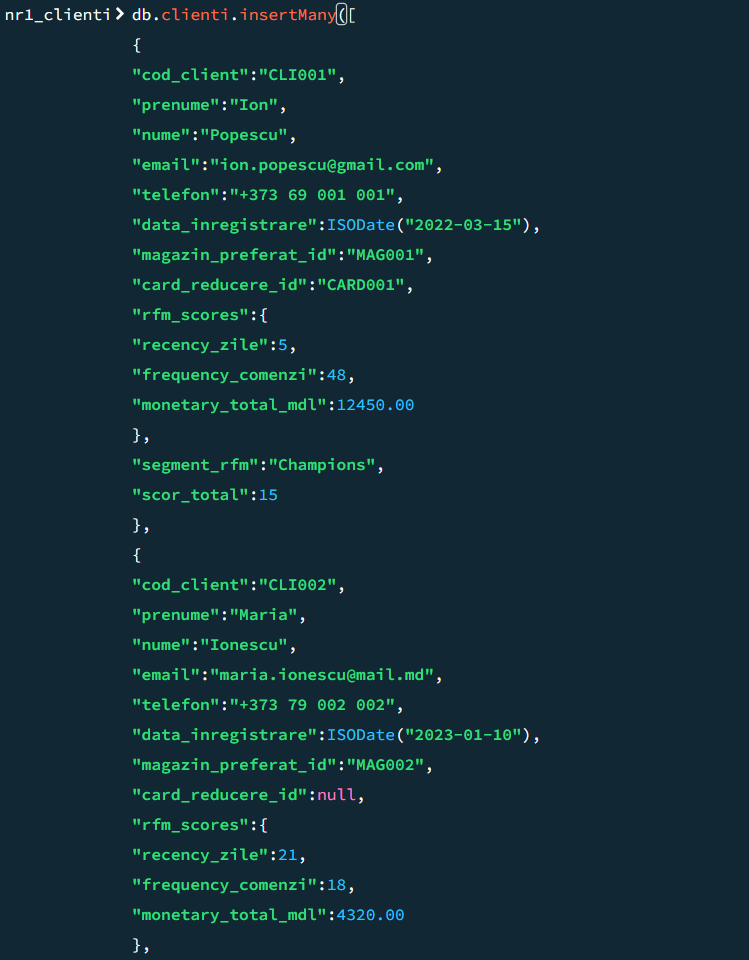 nr1_clienti> db.clienti.insertMany([
{
"cod_client":"CLI001",
"prenume":"Ion",
"nume":"Popescu",
"email":"ion.popescu@gmail.com",
"telefon":"+373 69 001 001",
"data_inregistrare":ISODate("2022-03-15"),
"magazin_preferat_id":"MAG001",
"card_reducere_id":"CARD001",
"rfm_scores":{
"recency_zile":5,
"frequency_comenzi":48,
"monetary_total_mdl":12450.00
},
"segment_rfm":"Champions",
"scor_total":15
},
{
"cod_client":"CLI002",
"prenume":"Maria",
"nume":"Ionescu",
"email":"maria.ionescu@mail.md",
"telefon":"+373 79 002 002",
"data_inregistrare":ISODate("2023-01-10"),
"magazin_preferat_id":"MAG002",
"card_reducere_id":null,
"rfm_scores":{
"recency_zile":21,
"frequency_comenzi":18,
"monetary_total_mdl":4320.00
},